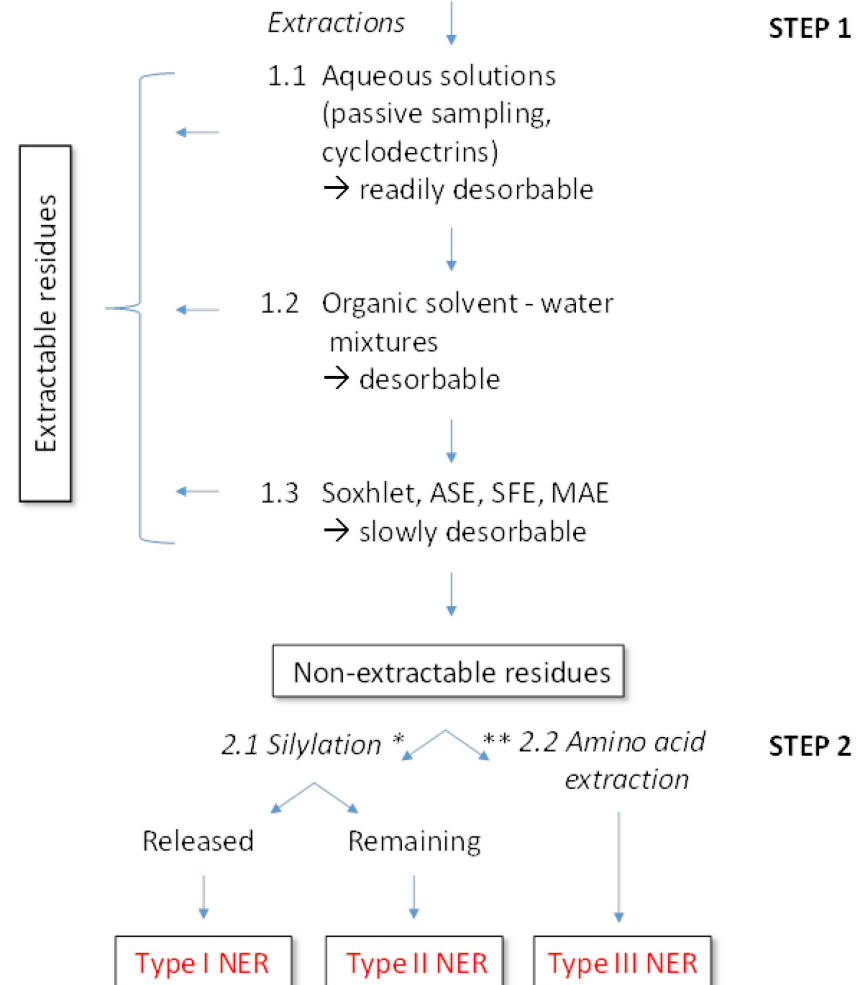 Extractions
STEP 1
1.1 Aqueous solutions
(passive sampling,
cyclodectrins)
→ readily desorbable
Extractable residues
1.2 Organic solvent - water
mixtures
→ desorbable
1.3 Soxhlet, ASE, SFE, MAE
→ slowly desorbable
Non-extractable residues
2.1 Silylation *
** 2.2 Amino acid
extraction
STEP 2
Released
Remaining
Type I NER
Type II NER
Type III NER